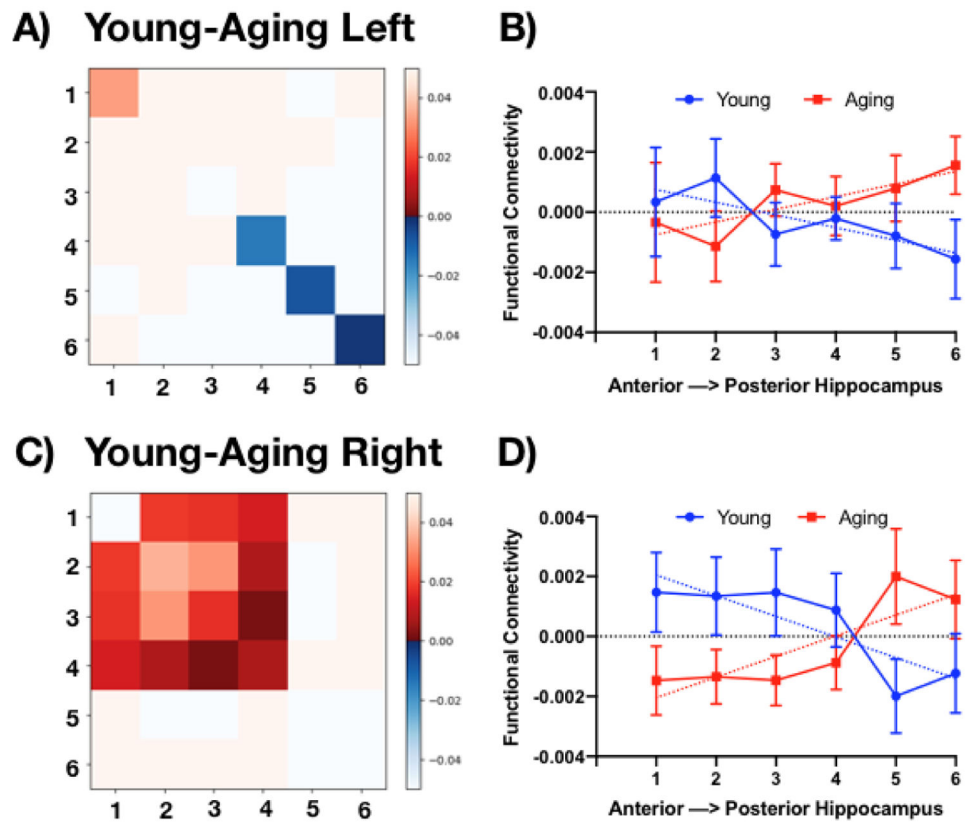 A) Young-Aging Left
1
2
3
4
5
6
1 2 3 4 5 6
0.04
0.02
0.00
−0.02
−0.04
B)
Young Aging
Functional Connectivity
0.004
0.002
0.000
-0.002
-0.004
1 2 3 4 5 6
Anterior —> Posterior Hippocampus
C) Young-Aging Right
1
2
3
4
5
6
1 2 3 4 5 6
0.04
0.02
0.00
−0.02
−0.04
D)
Young Aging
Functional Connectivity
0.004
0.002
0.000
-0.002
-0.004
1 2 3 4 5 6
Anterior —> Posterior Hippocampus